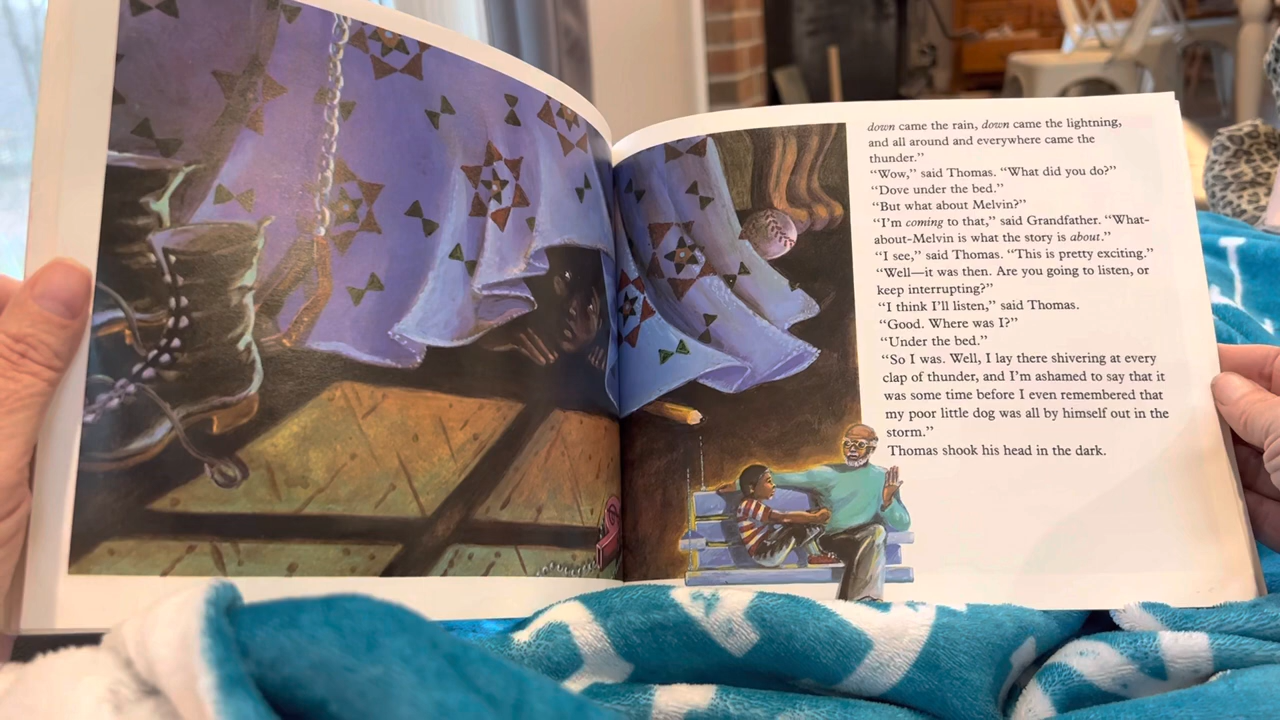 down came the rain, down came the lightning,
and all around and everywhere came the
thunder.”
“Wow,” said Thomas. “What did you do?”
“Dove under the bed.”
“But what about Melvin?”
“I’m coming to that,” said Grandfather. “What-
about-Melvin is what the story is about.”
“I see,” said Thomas. “This is pretty exciting.”
“Well—it was then. Are you going to listen, or
keep interrupting?”
“I think I’ll listen,” said Thomas.
“Good. Where was I?”
“Under the bed.”
“So I was. Well, I lay there shivering at every
clap of thunder, and I’m ashamed to say that it
was some time before I even remembered that
my poor little dog was all by himself out in the
storm.”
Thomas shook his head in the dark.